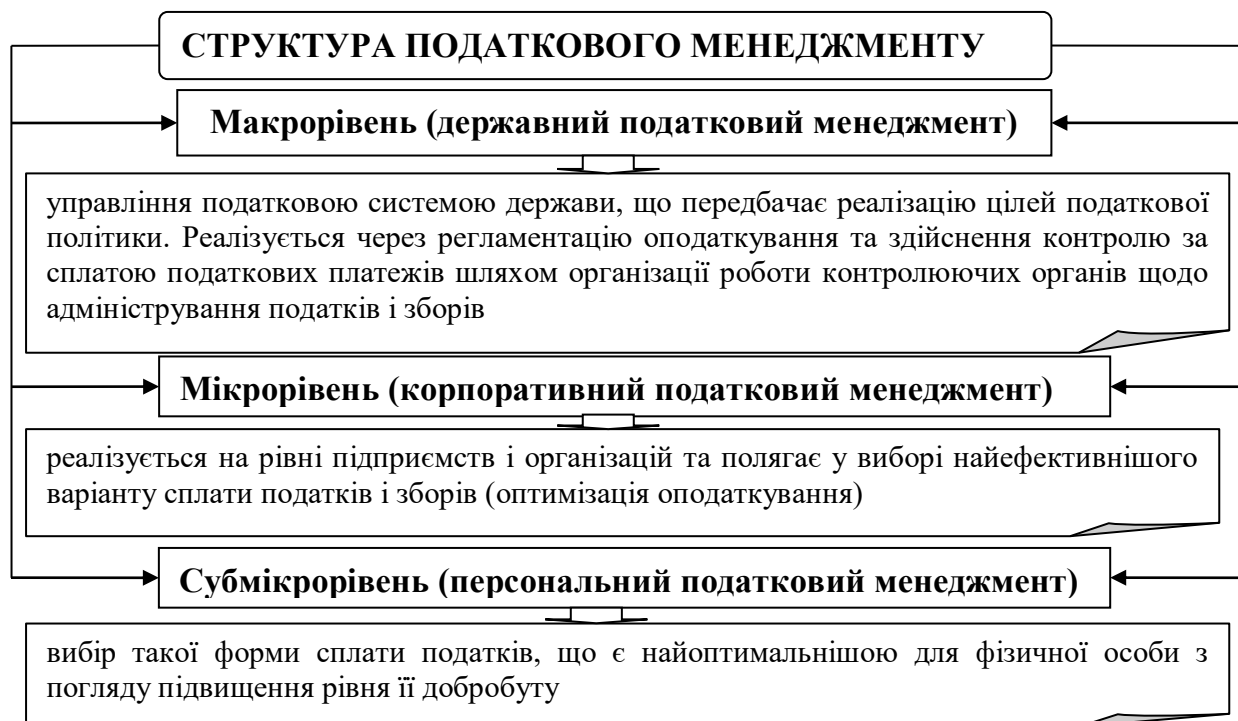 СТРУКТУРА ПОДАТКОВОГО МЕНЕДЖМЕНТУ
Макрорівень (державний податковий менеджмент)
управління податковою системою держави, що передбачає реалізацію цілей податкової
політики. Реалізується через регламентацію оподаткування та здійснення контролю за
сплатою податкових платежів шляхом організації роботи контролюючих органів щодо
адміністрування податків і зборів
Мікрорівень (корпоративний податковий менеджмент)
реалізується на рівні підприємств і організацій та полягає у виборі найефективнішого
варіанту сплати податків і зборів (оптимізація оподаткування)
Субмікрорівень (персональний податковий менеджмент)
вибір такої форми сплати податків, що є найоптимальнішою для фізичної особи з
погляду підвищення рівня її добробуту